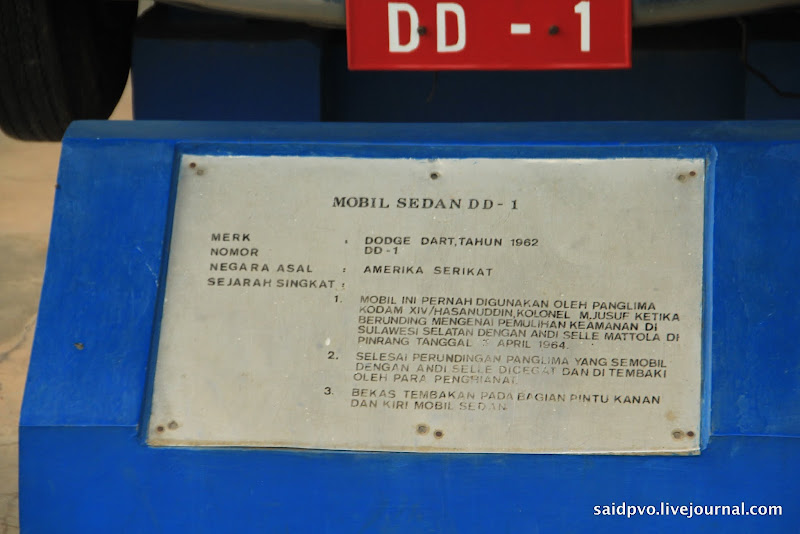 DD - 1
MOBIL SEDAN DD - 1
MERK : DODGE DART, TAHUN 1962
NOMOR DD - 1
NEGARA ASAL : AMERIKA SERIKAT
SEJARAH SINGKAT :
1. MOBIL INI PERNAH DIGUNAKAN OLEH PANGLIMA
KODAM XIV/HASANUDDIN, KOLONEL M. JUSUF KETIKA
BERUNDING MENGENAI PEMULIHAN KEAMANAN DI
SULAWESI SELATAN DENGAN ANDI SELLE MATTOLA DI
PINRANG TANGGAL APRIL 1964.
2. SELESAI PERUNDINGAN PANGLIMA YANG SEMOBIL
DENGAN ANDI SELLE DICEGAT DAN DI TEMBAKI
OLEH PARA PENGHIANAT.
3. BEKAS TEMBAKAN PADA BAGIAN PINTU KANAN
DAN KIRI MOBIL SEDAN
saidpvo.livejournal.com